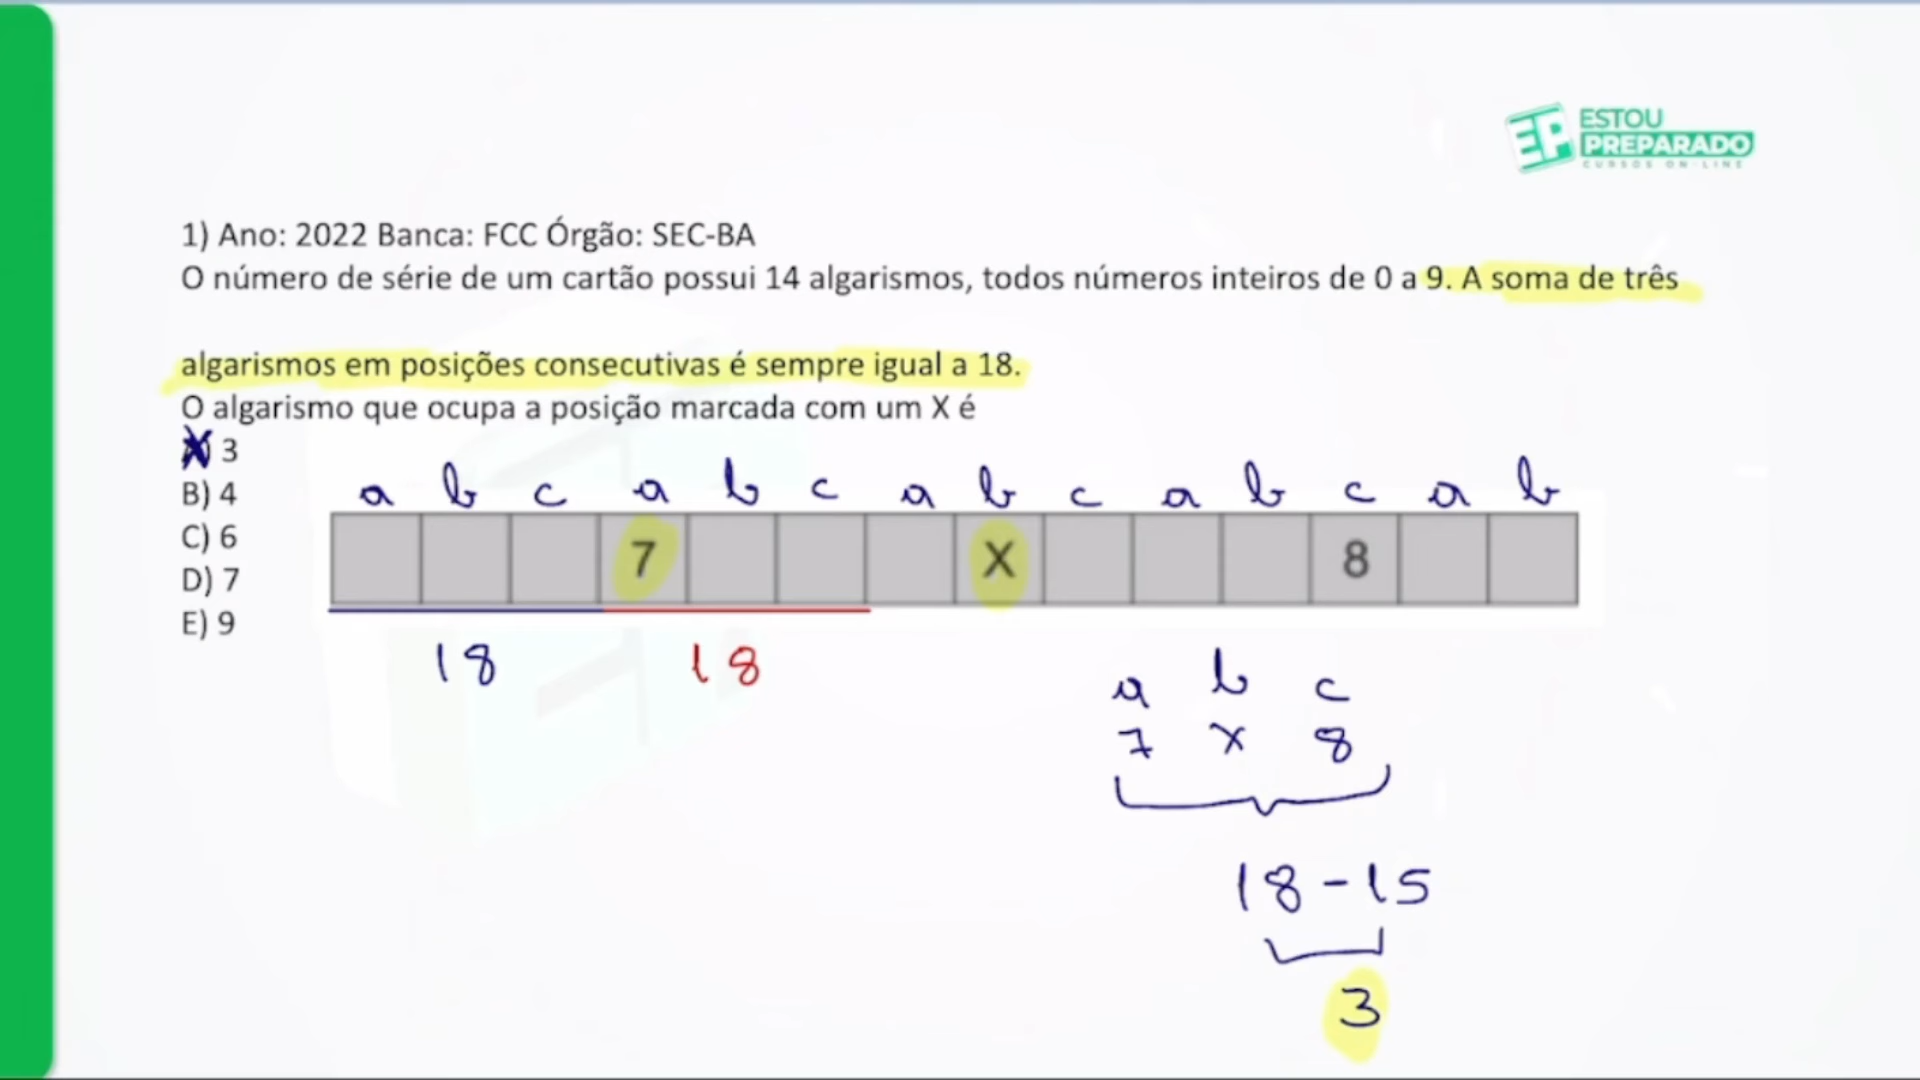 ESTOU
EP PREPARADO
CURSOS ON-LINE
1) Ano: 2022 Banca: FCC Órgão: SEC-BA
O número de série de um cartão possui 14 algarismos, todos números inteiros de 0 a 9. A soma de três
algarismos em posições consecutivas é sempre igual a 18.
O algarismo que ocupa a posição marcada com um X é
X 3
B) 4
C) 6
D) 7
E) 9
a b c a b c a b c a b c a b
7 X 8
18 18
a b c
7 x 8
18-15
3